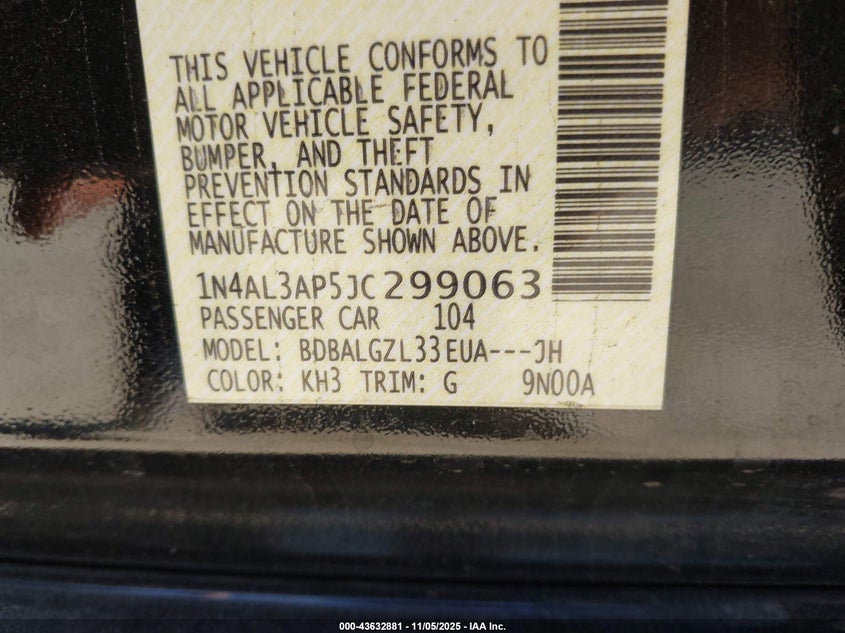 THIS VEHICLE CONFORMS TO
ALL APPLICABLE FEDERAL
MOTOR VEHICLE SAFETY,
BUMPER, AND THEFT
PREVENTION STANDARDS IN
EFFECT ON THE DATE OF
MANUFACTURE SHOWN ABOVE.
1N4AL3AP5JC299063
PASSENGER CAR 104
MODEL: BDBALGZL33EUA---JH
COLOR: KH3 TRIM: G 9N00A
000-43632881 - 11/05/2025 - IAA Inc.